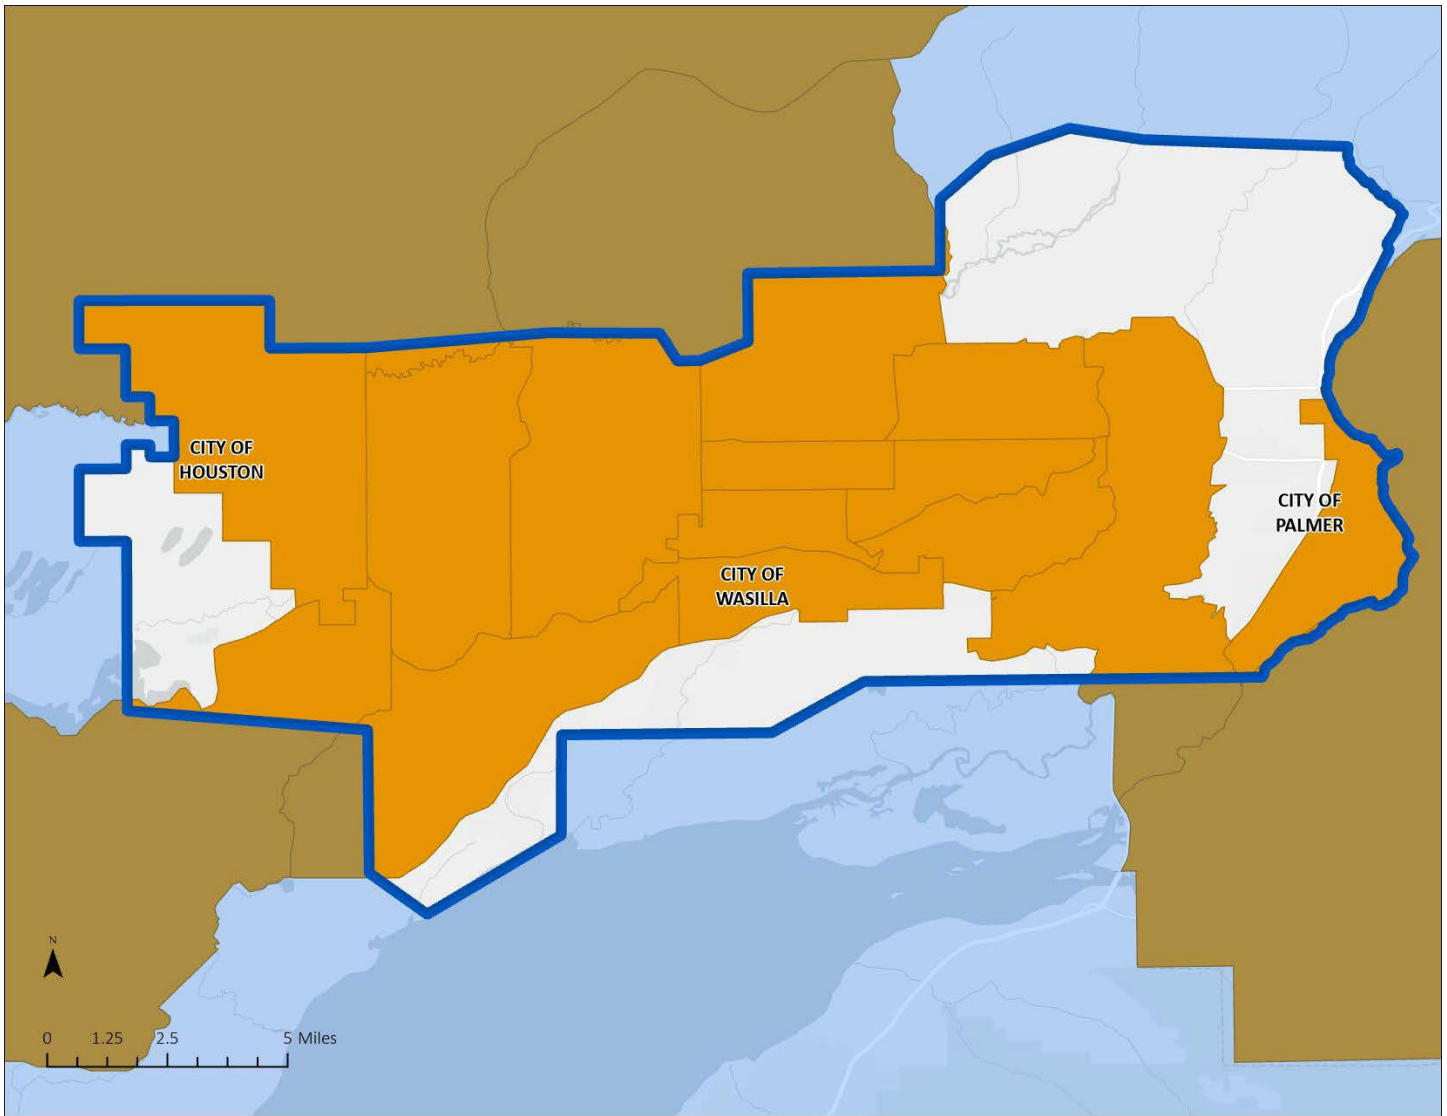 CITY OF
HOUSTON
CITY OF
PALMER
CITY OF
WASILLA
N
0 1.25 2.5 5 Miles